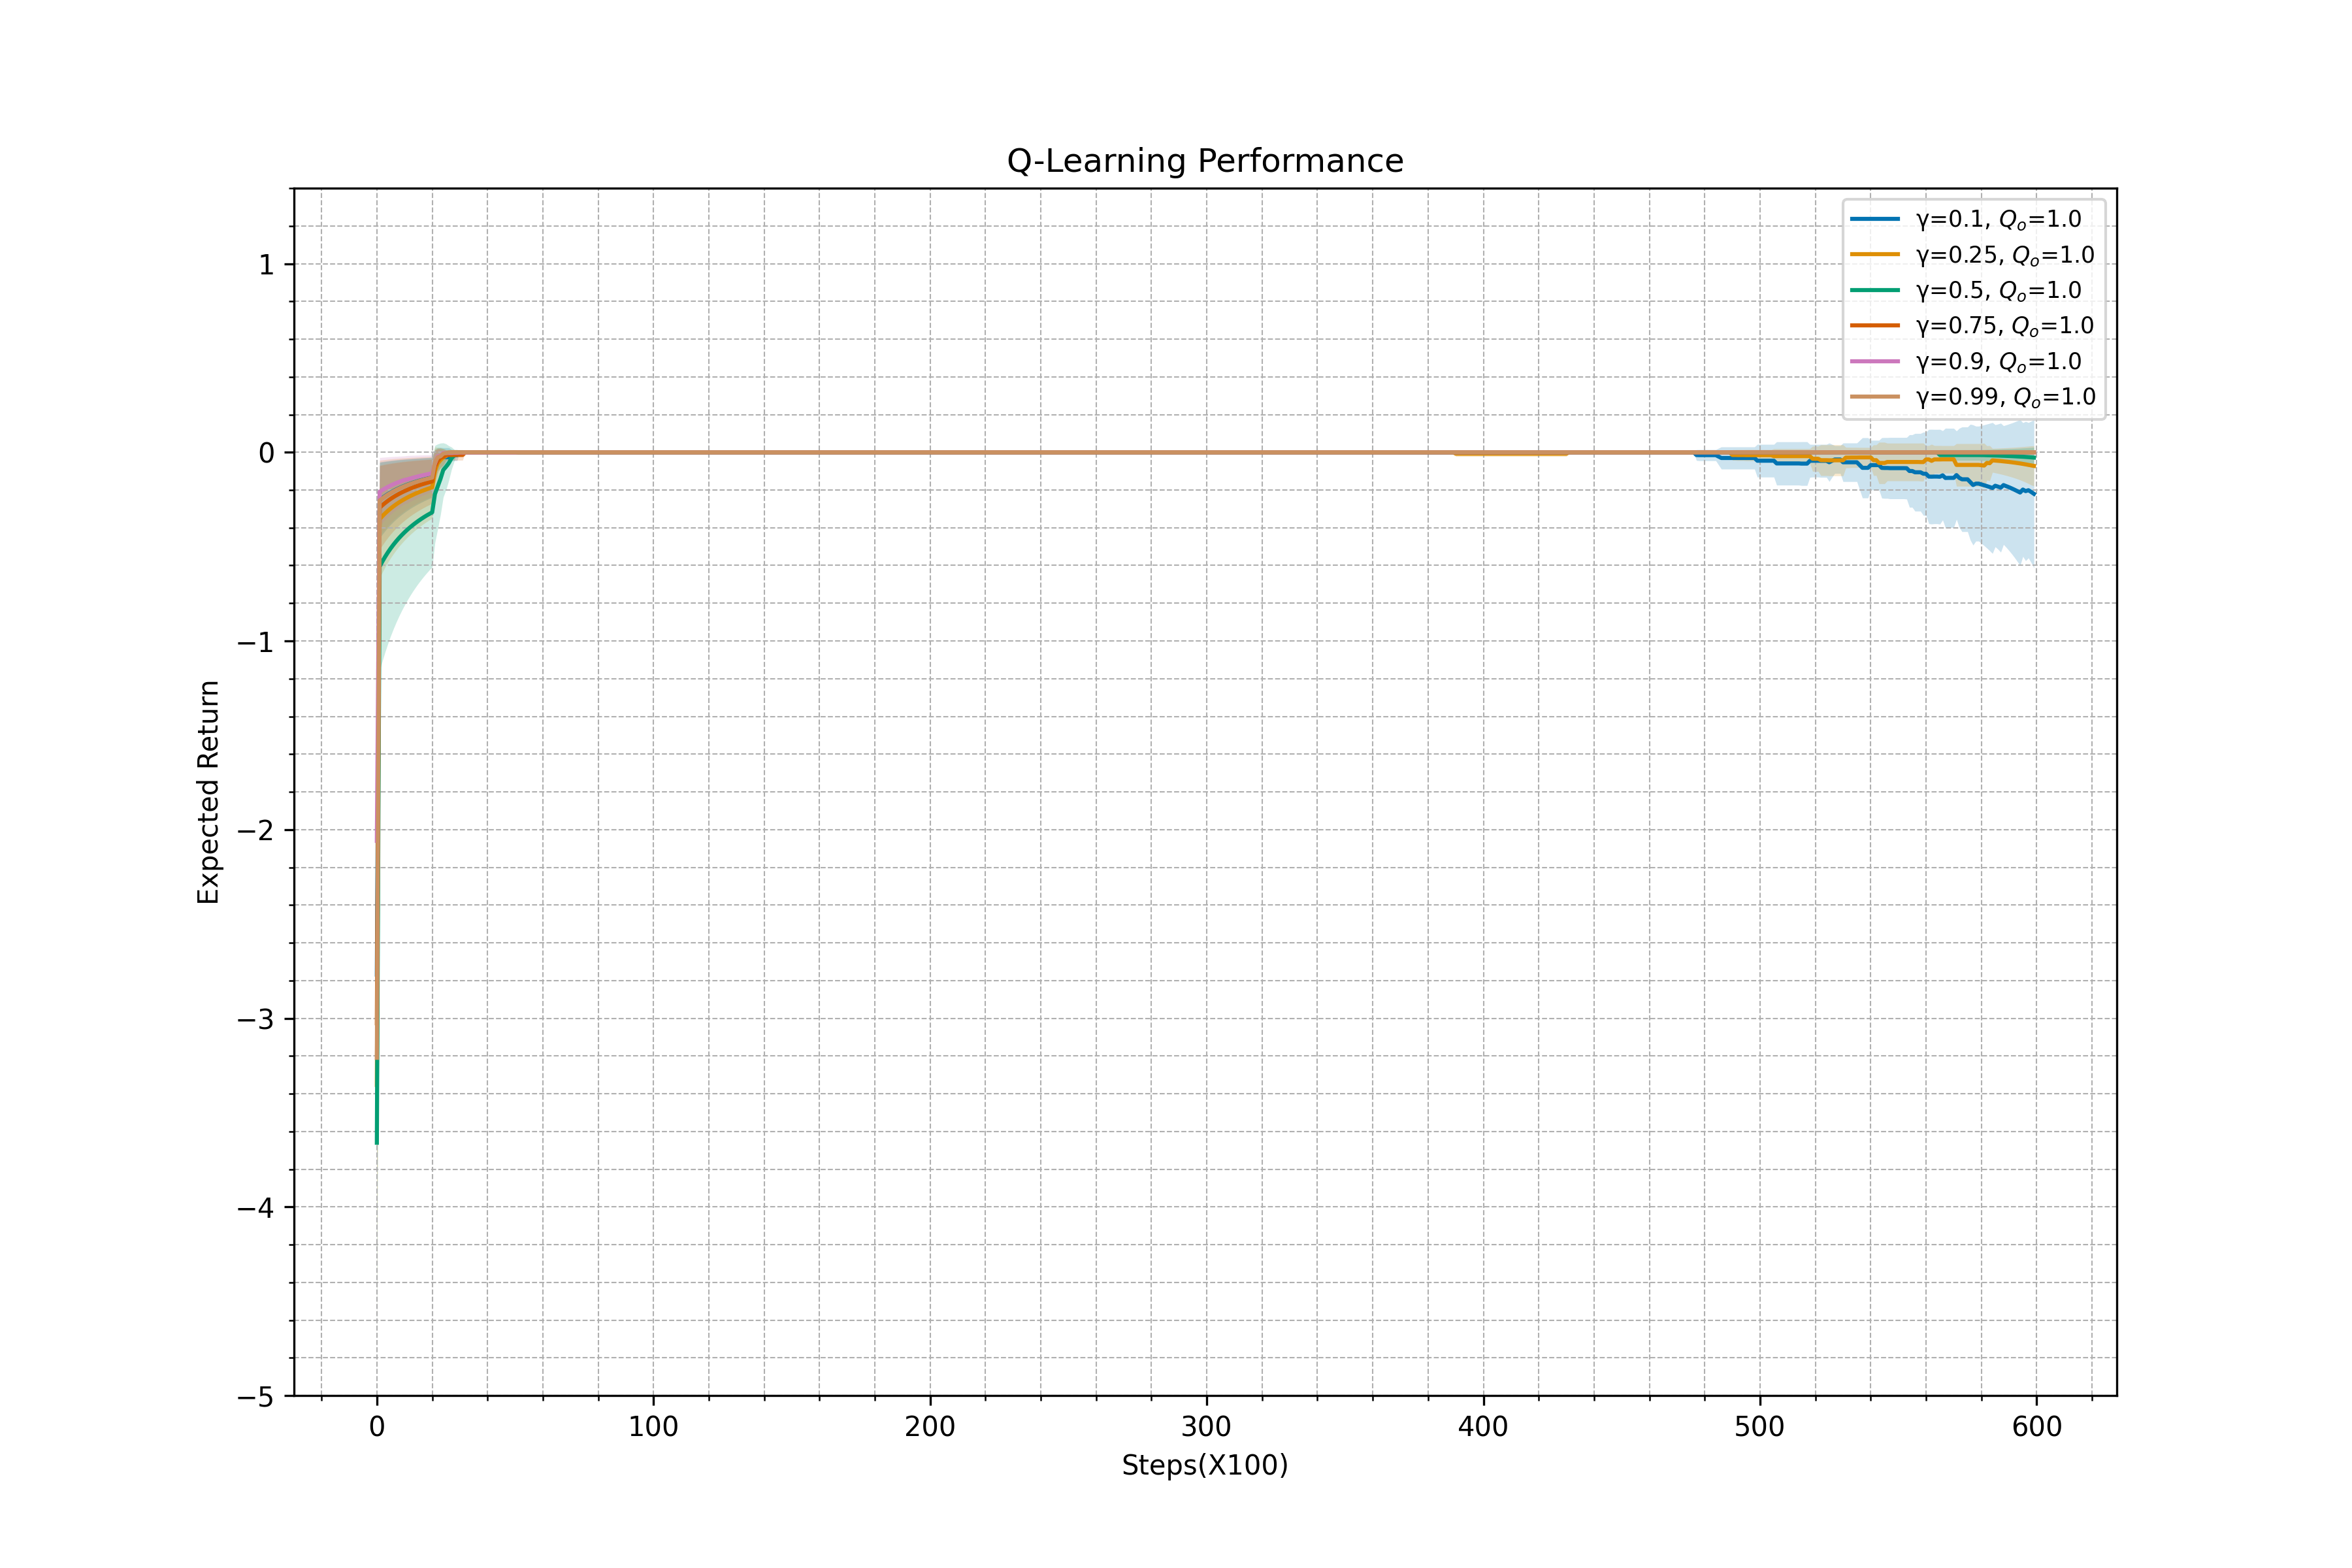 Q-Learning Performance
γ=0.1, Qₒ=1.0
γ=0.25, Qₒ=1.0
γ=0.5, Qₒ=1.0
γ=0.75, Qₒ=1.0
γ=0.9, Qₒ=1.0
γ=0.99, Qₒ=1.0
1
0
−1
−2
−3
−4
−5
Expected Return
0 100 200 300 400 500 600
Steps(X100)